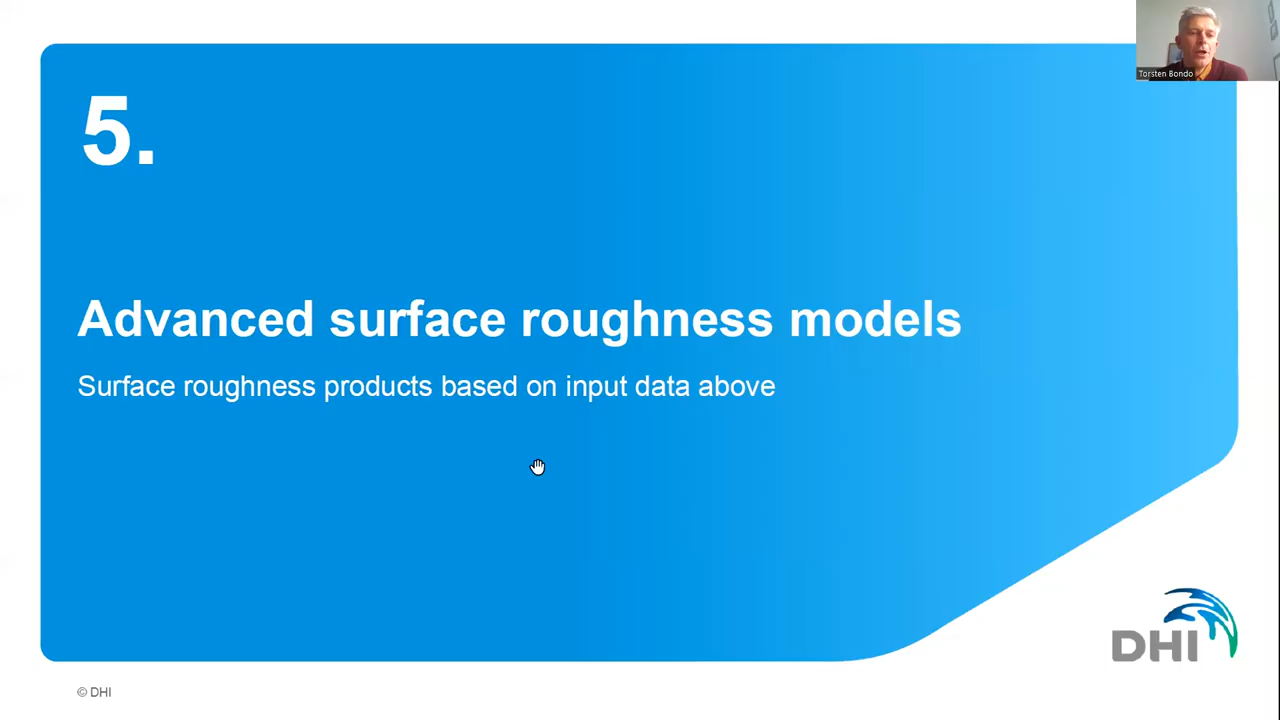 Torsten Bondo
5.
Advanced surface roughness models
Surface roughness products based on input data above
DHI
© DHI